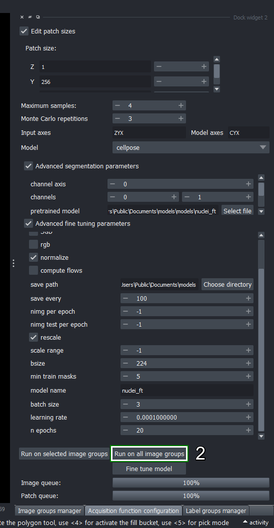 Dock widget 2
Edit patch sizes
Patch size:
Z 1
Y 256
Maximum samples: 4
Monte Carlo repetitions 3
Input axes ZYX Model axes CYX
Model cellpose
Advanced segmentation parameters
channel axis 0
channels 0 1
pretrained model :rs\Public\Documents\models\models\nuclei_ft Select file
Advanced fine tuning parameters
rgb
normalize
compute flows
save path /sers\Public\Documents\models Choose directory
save every 100
nimg per epoch -1
nimg test per epoch -1
rescale
scale range -1
bsize 224
min train masks 5
model name nuclei_ft
batch size 3
learning rate 0.0001000000
n epochs 20
Run on selected image groups Run on all image groups 2
Fine tune model
Image queue: 100%
Patch queue: 100%
Image groups manager Acquisition function configuration Label groups manager
te the polygon tool, use <4> for activate the fill bucket, use <5> for pick mode activity